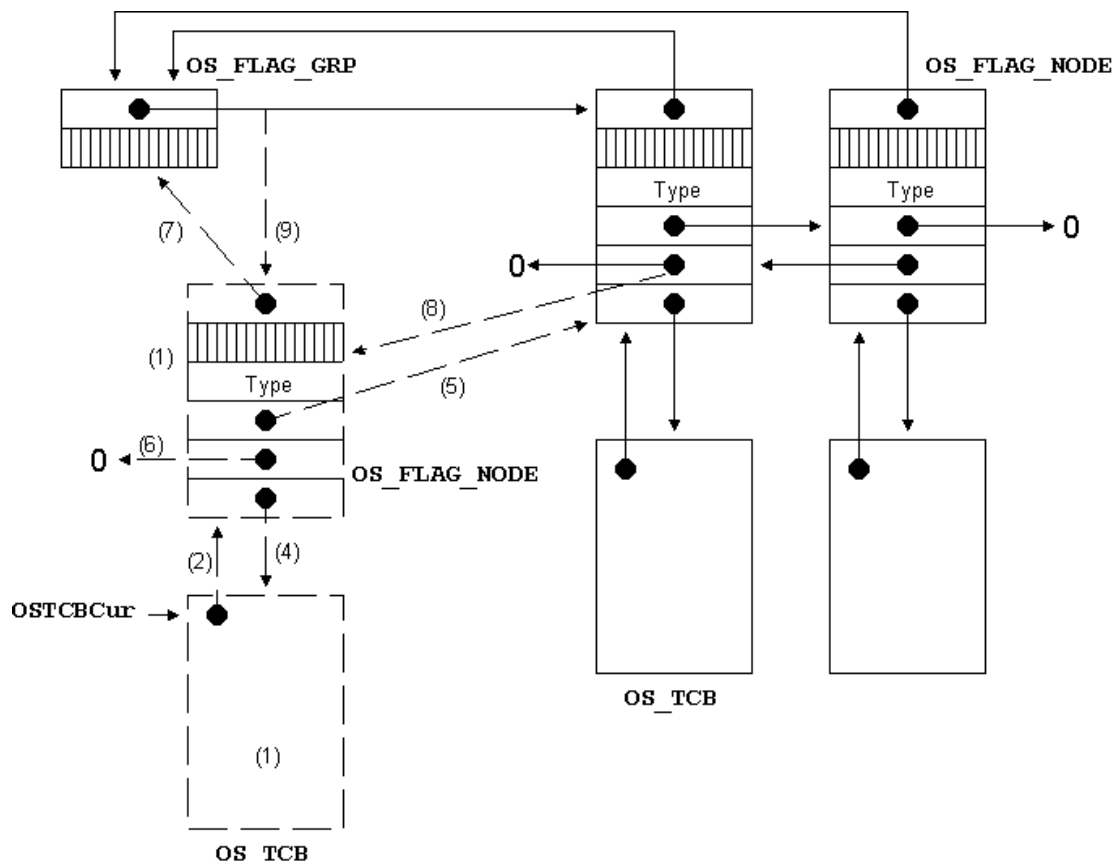 OS_FLAG_GRP
OS_FLAG_NODE
Type
Type
(7)
(9)
0
0
(8)
(1)
Type
(5)
0
(6)
OS_FLAG_NODE
(2)
(4)
OSTCBCur
OS_TCB
(1)
OS_TCB